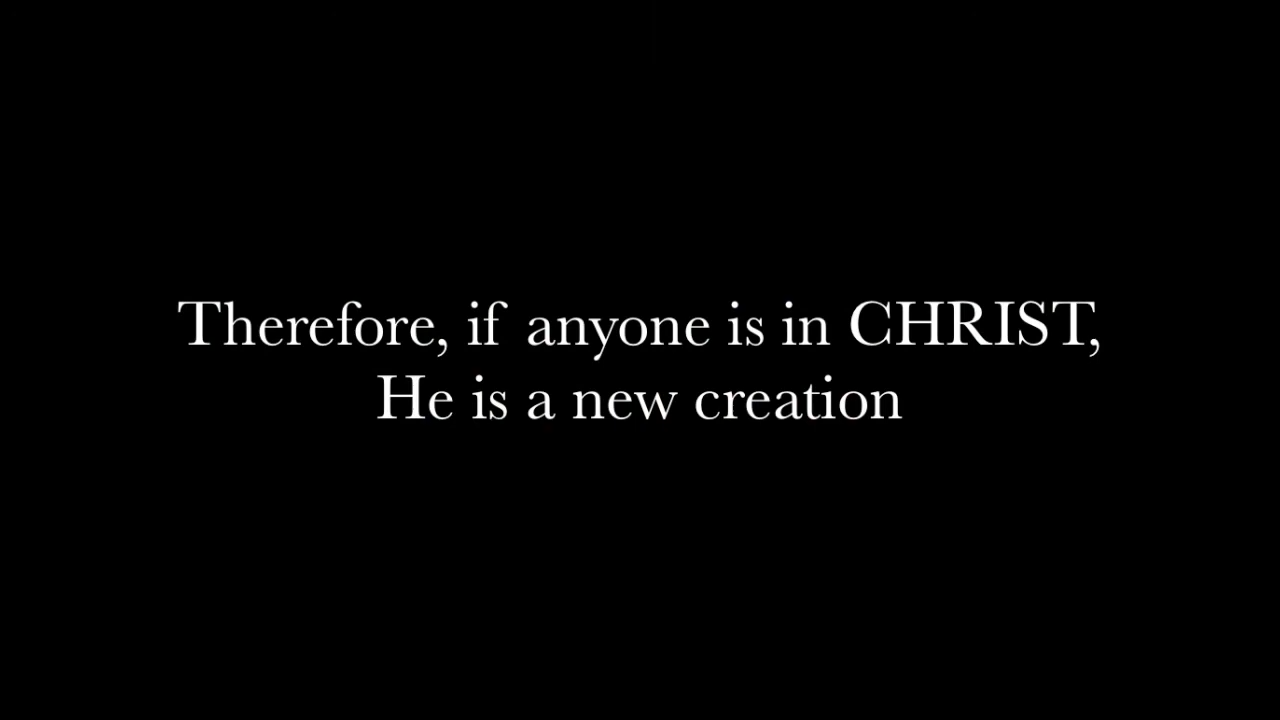 Therefore, if anyone is in CHRIST,
He is a new creation